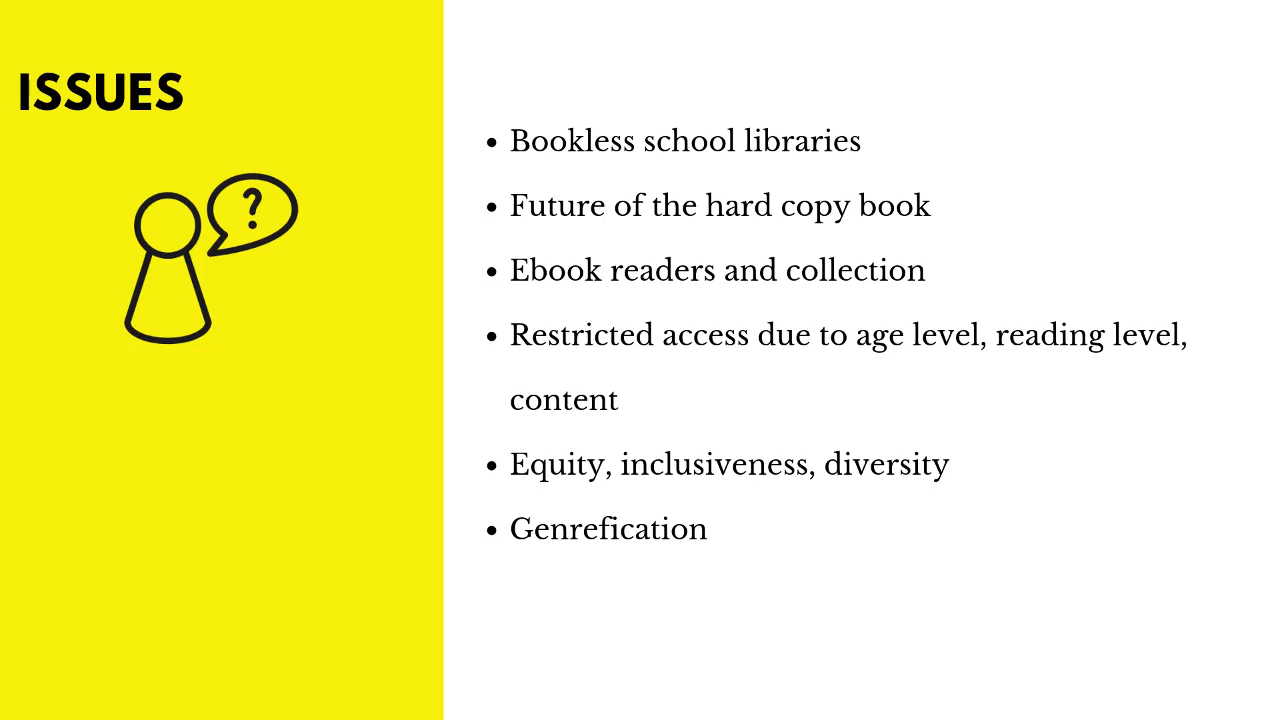 ISSUES
?
• Bookless school libraries
• Future of the hard copy book
• Ebook readers and collection
• Restricted access due to age level, reading level,
content
• Equity, inclusiveness, diversity
• Genrefication